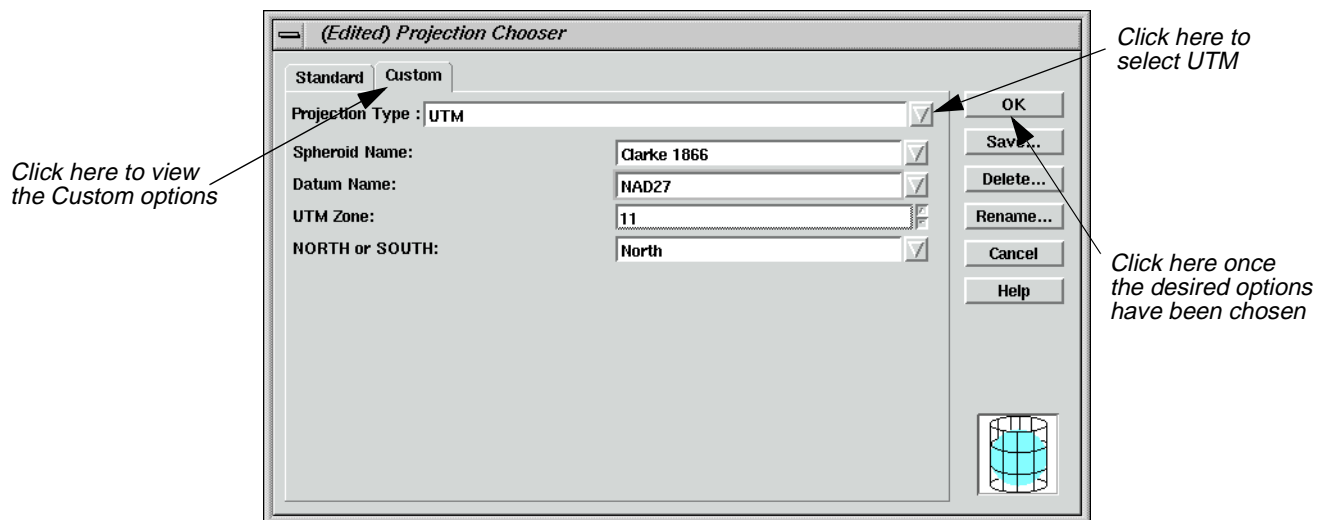 (Edited) Projection Chooser
Click here to
select UTM
Standard Custom
Projection Type : UTM
OK
Spheroid Name: Clarke 1866
Save...
Click here to view
the Custom options
Datum Name: NAD27
Delete...
UTM Zone: 11
Rename...
NORTH or SOUTH: North
Cancel
Click here once
the desired options
have been chosen
Help